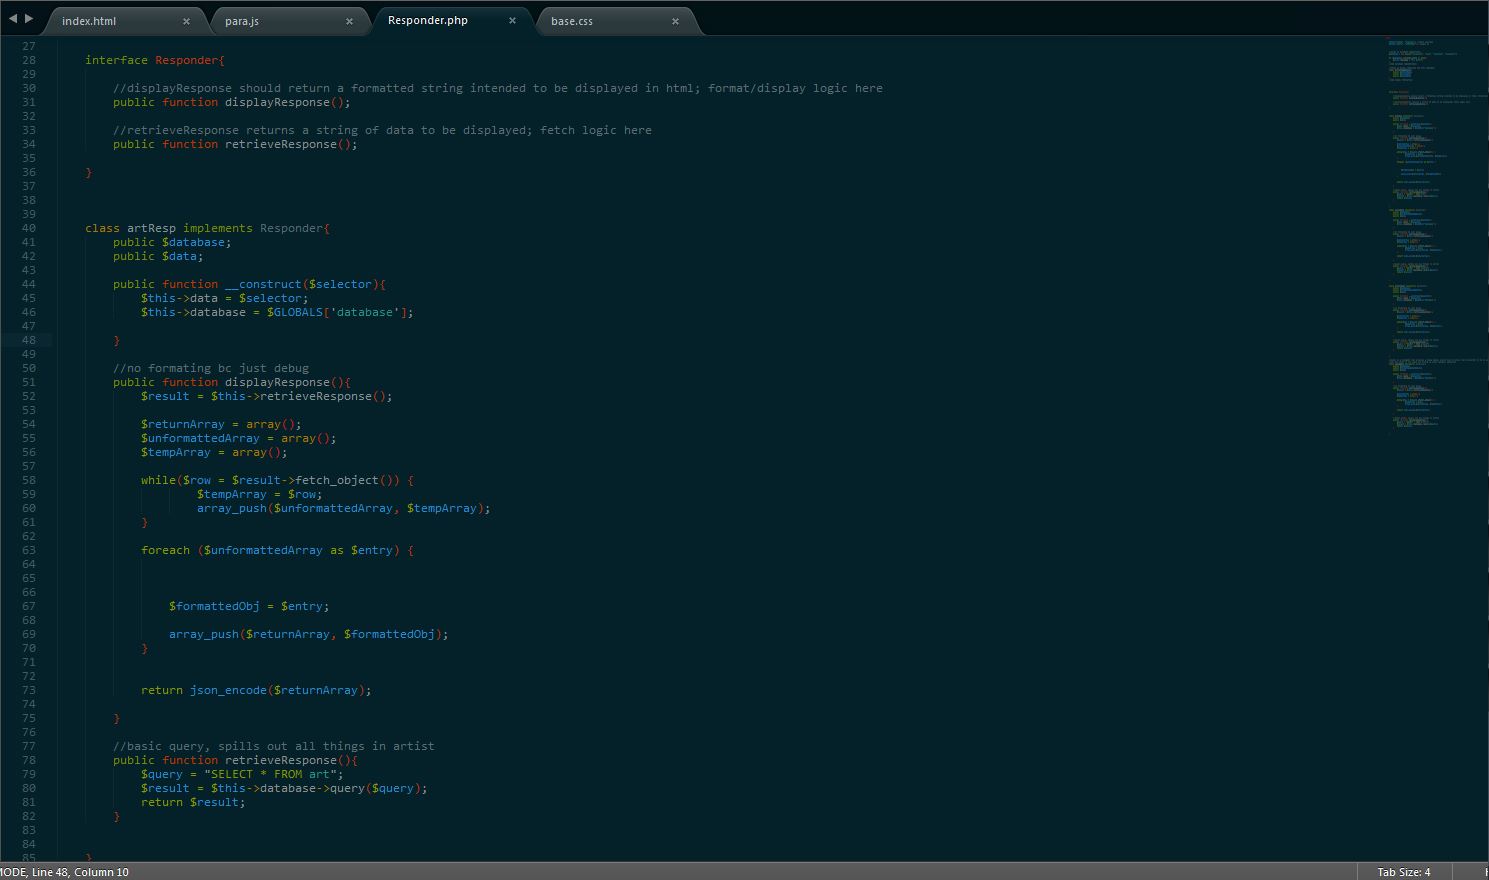 index.html × para.js × Responder.php × base.css ×
27
28 interface Responder{
29
30 //displayResponse should return a formatted string intended to be displayed in html; format/display logic here
31 public function displayResponse();
32
33 //retrieveResponse returns a string of data to be displayed; fetch logic here
34 public function retrieveResponse();
35
36 }
37
38
39
40 class artResp implements Responder{
41 public $database;
42 public $data;
43
44 public function __construct($selector){
45 $this->data = $selector;
46 $this->database = $GLOBALS['database'];
47
48 }
49
50 //no formating bc just debug
51 public function displayResponse(){
52 $result = $this->retrieveResponse();
53
54 $returnArray = array();
55 $unformattedArray = array();
56 $tempArray = array();
57
58 while($row = $result->fetch_object()) {
59 $tempArray = $row;
60 array_push($unformattedArray, $tempArray);
61 }
62
63 foreach ($unformattedArray as $entry) {
64
65
66
67 $formattedObj = $entry;
68
69 array_push($returnArray, $formattedObj);
70 }
71
72
73 return json_encode($returnArray);
74
75 }
76
77 //basic query, spills out all things in artist
78 public function retrieveResponse(){
79 $query = "SELECT * FROM art";
80 $result = $this->database->query($query);
81 return $result;
82 }
83
84
85 }
MODE, Line 48, Column 10 Tab Size: 4